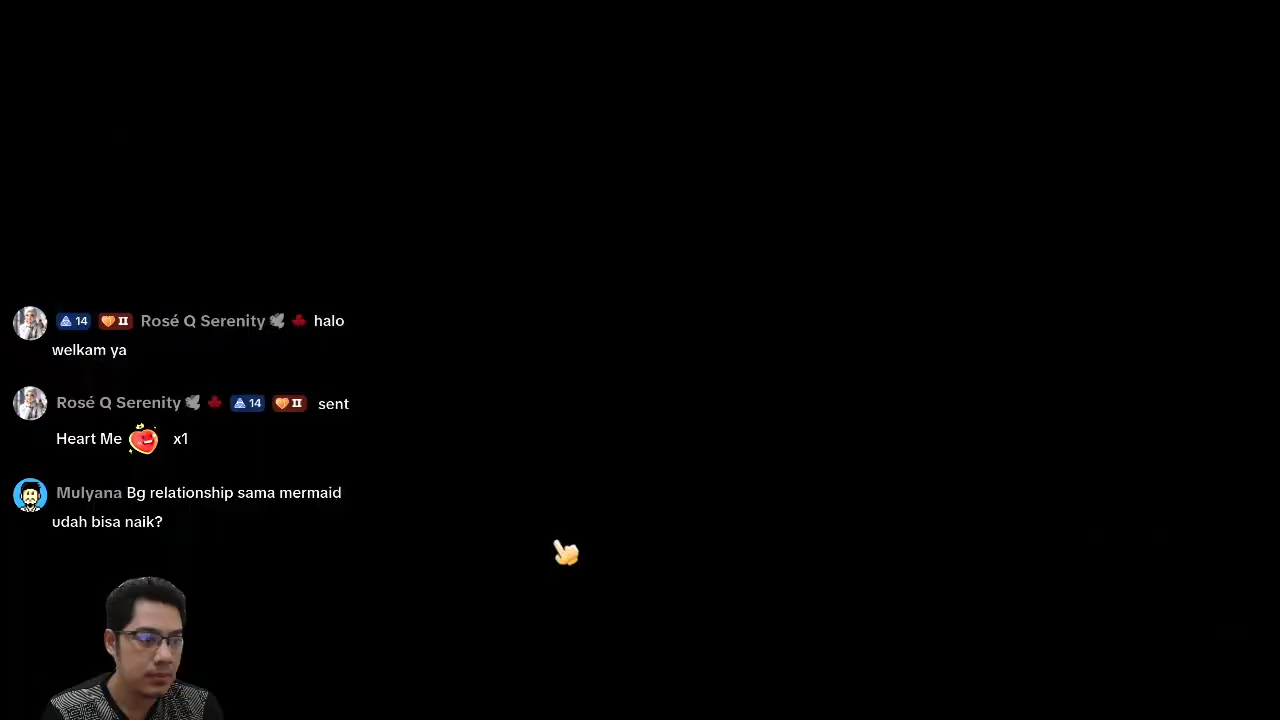 14 II Rosé Q Serenity halo
welkam ya
Rosé Q Serenity 14 II sent
Heart Me x1
Mulyana Bg relationship sama mermaid
udah bisa naik?